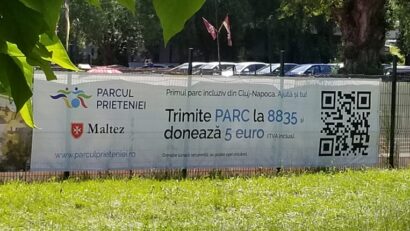 PARCUL
PRIETENIEI
Maltez
www.parculprieteniei.ro
Primul parc incluziv din Cluj-Napoca. Ajută și tu!
Trimite PARC la 8835 și
donează 5 euro (TVA inclus)